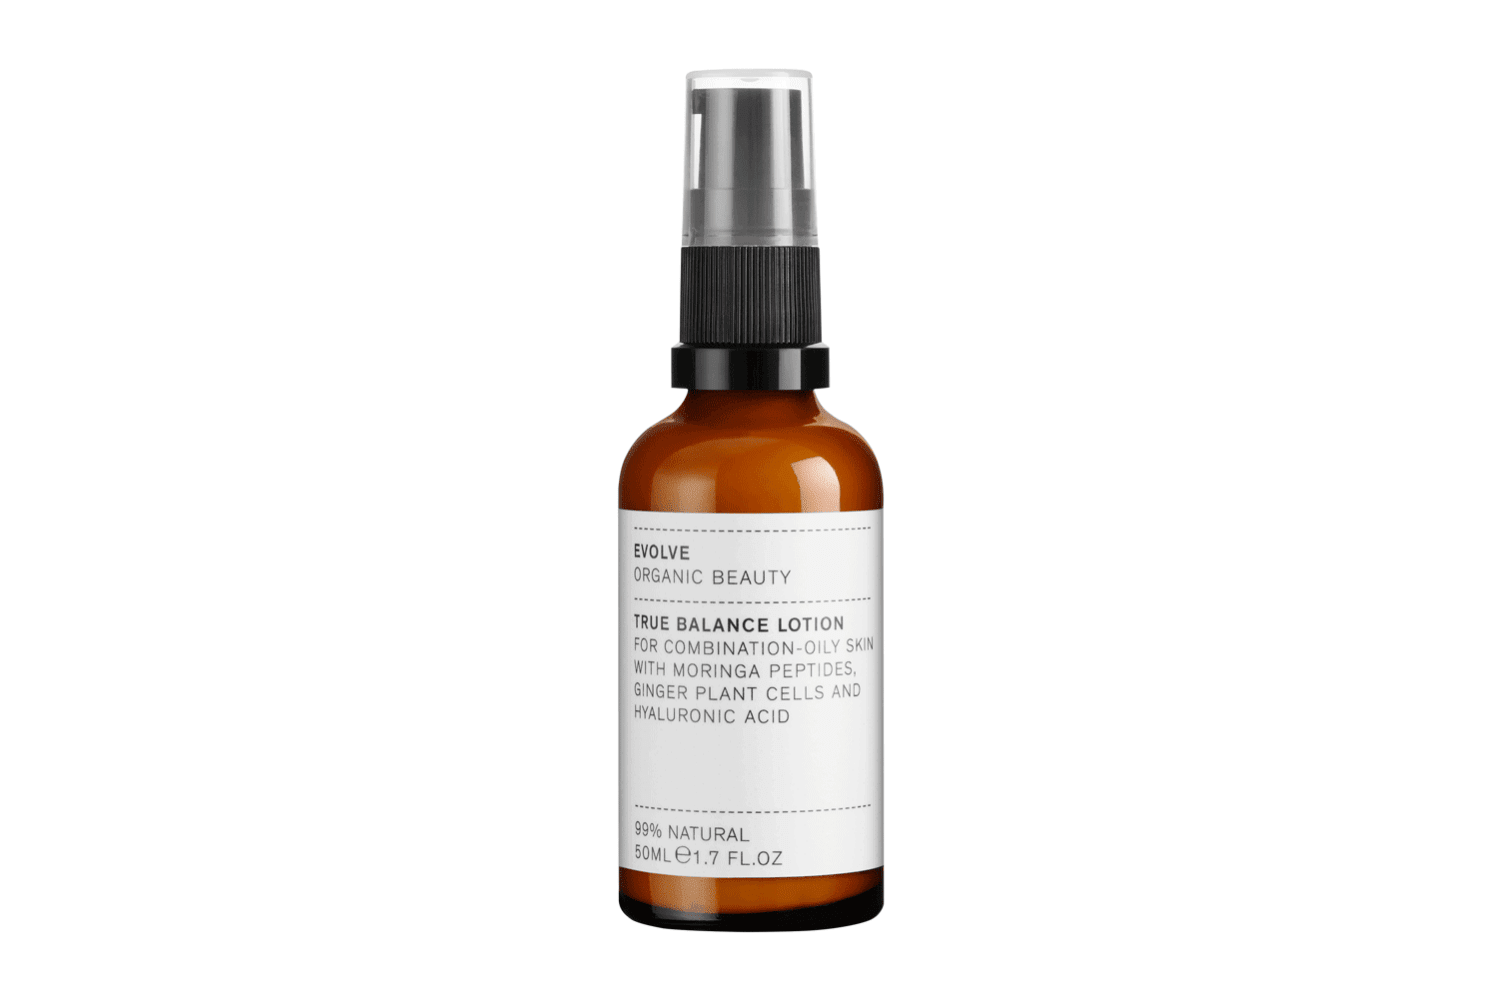 EVOLVE
ORGANIC BEAUTY
TRUE BALANCE LOTION
FOR COMBINATION-OILY SKIN
WITH MORINGA PEPTIDES,
GINGER PLANT CELLS AND
HYALURONIC ACID
99% NATURAL
50ML ℮ 1.7 FL.OZ